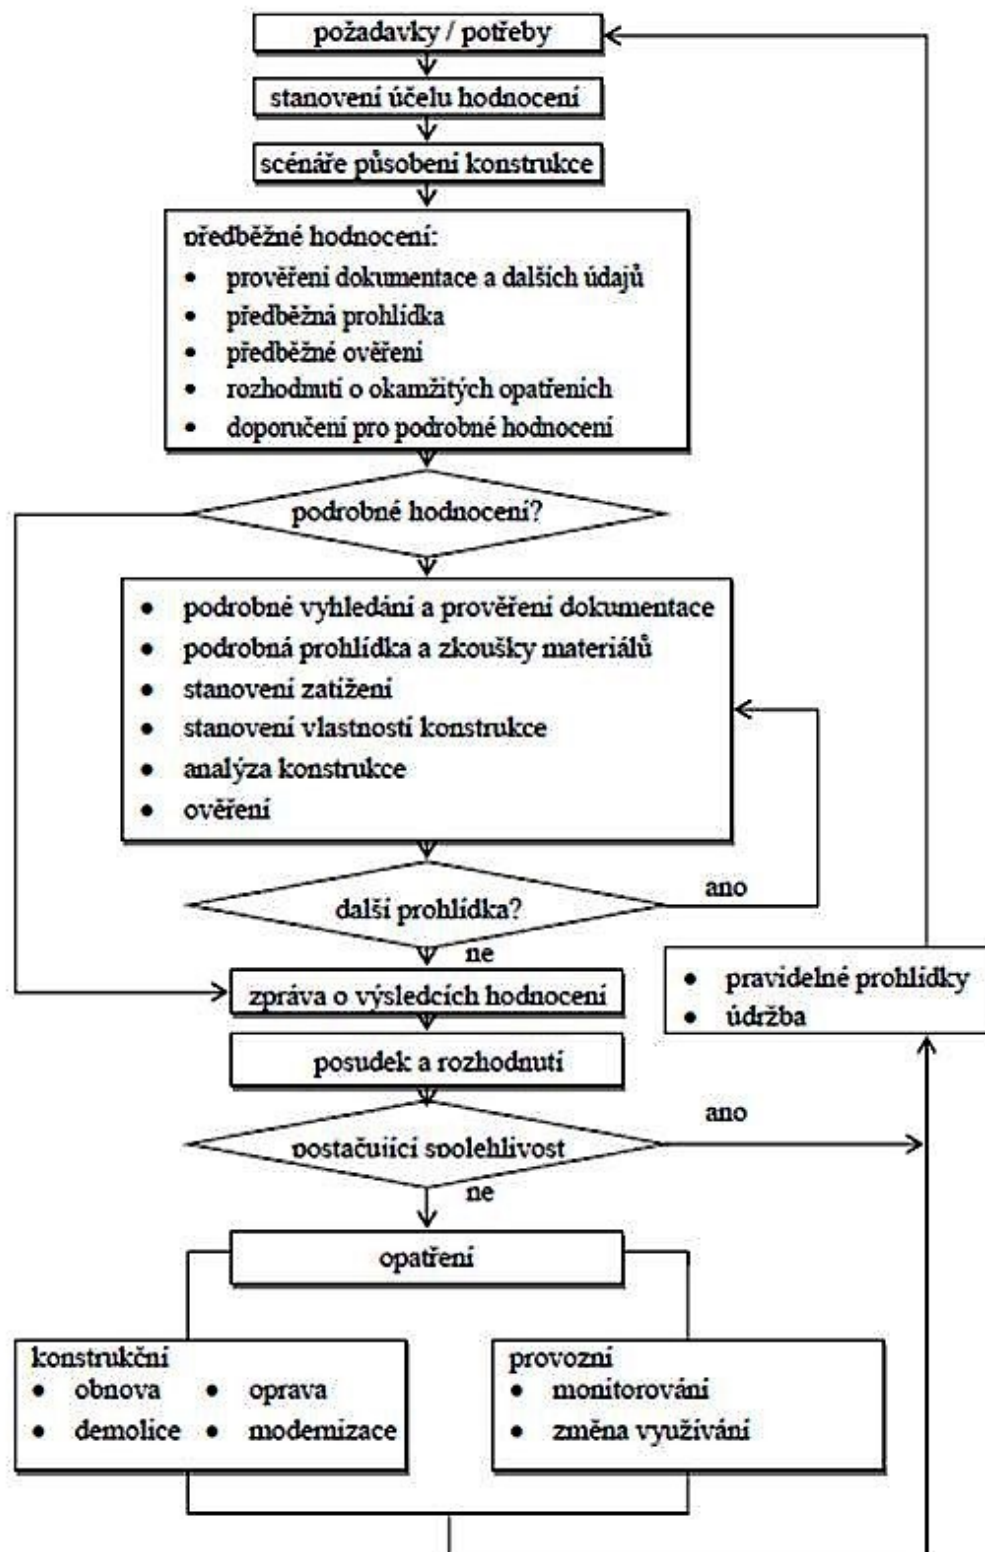 požadavky / potřeby
stanovení účelu hodnocení
scénáře působení konstrukce
předběžné hodnocení:
• prověření dokumentace a dalších údajů
• předběžná prohlídka
• předběžné ověření
• rozhodnutí o okamžitých opatřeních
• doporučení pro podrobné hodnocení
podrobné hodnocení?
• podrobné vyhledání a prověření dokumentace
• podrobná prohlídka a zkoušky materiálů
• stanovení zatížení
• stanovení vlastností konstrukce
• analýza konstrukce
• ověření
ano
další prohlídka?
ne
zpráva o výsledcích hodnocení
• pravidelné prohlídky
• údržba
posudek a rozhodnutí
ano
postačující spolehlivost
ne
opatření
konstrukční
• obnova • oprava
• demolice • modernizace
provozní
• monitorování
• změna využívání